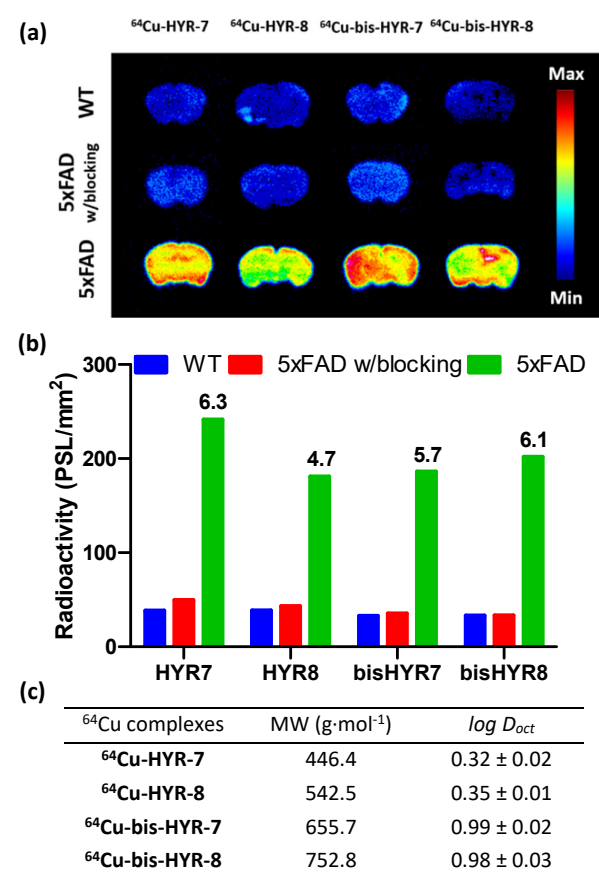 (a)
⁶⁴Cu-HYR-7 ⁶⁴Cu-HYR-8 ⁶⁴Cu-bis-HYR-7 ⁶⁴Cu-bis-HYR-8
WT
5xFAD
w/blocking
5xFAD
Max
Min
(b)
Radioactivity (PSL/mm²)
300
200
100
0
WT 5xFAD w/blocking 5xFAD
6.3
4.7
5.7
6.1
HYR7 HYR8 bisHYR7 bisHYR8
(c)
⁶⁴Cu complexes MW (g·mol⁻¹) log Dₒcₜ
⁶⁴Cu-HYR-7 446.4 0.32 ± 0.02
⁶⁴Cu-HYR-8 542.5 0.35 ± 0.01
⁶⁴Cu-bis-HYR-7 655.7 0.99 ± 0.02
⁶⁴Cu-bis-HYR-8 752.8 0.98 ± 0.03